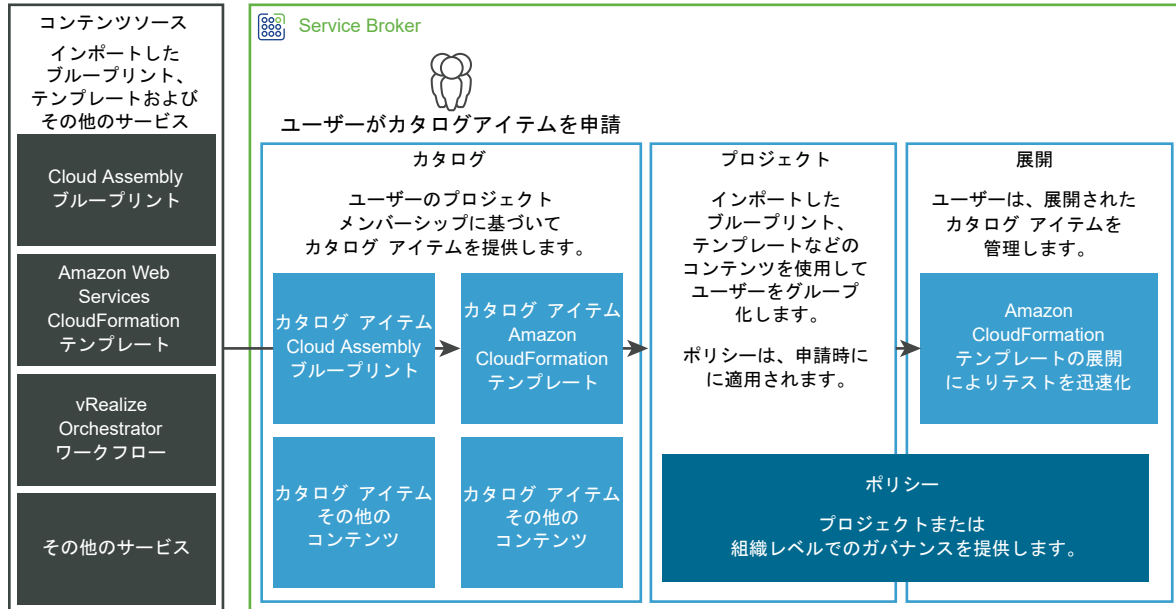 コンテンツソース
インポートした
ブループリント、
テンプレートおよび
その他のサービス
Cloud Assembly
ブループリント
Amazon Web
Services
CloudFormation
テンプレート
vRealize
Orchestrator
ワークフロー
その他のサービス
Service Broker
ユーザーがカタログアイテムを申請
カタログ
ユーザーのプロジェクト
メンバーシップに基づいて
カタログ アイテムを提供します。
カタログ アイテム
Cloud Assembly
ブループリント
カタログ アイテム
Amazon
CloudFormation
テンプレート
カタログ アイテム
その他の
コンテンツ
カタログ アイテム
その他の
コンテンツ
プロジェクト
インポートした
ブループリント、
テンプレートなどの
コンテンツを使用して
ユーザーをグループ
化します。
ポリシーは、申請時に
に適用されます。
展開
ユーザーは、展開された
カタログ アイテムを
管理します。
Amazon
CloudFormation
テンプレートの展開
によりテストを迅速化
ポリシー
プロジェクトまたは
組織レベルでのガバナンスを提供します。